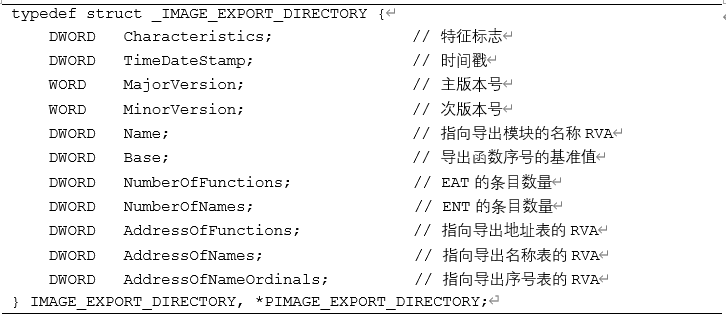 typedef struct _IMAGE_EXPORT_DIRECTORY {↵
DWORD Characteristics; // 特征标志↵
DWORD TimeDateStamp; // 时间戳↵
WORD MajorVersion; // 主版本号↵
WORD MinorVersion; // 次版本号↵
DWORD Name; // 指向导出模块的名称 RVA↵
DWORD Base; // 导出函数序号的基准值↵
DWORD NumberOfFunctions; // EAT 的条目数量↵
DWORD NumberOfNames; // ENT 的条目数量↵
DWORD AddressOfFunctions; // 指向导出地址表的 RVA↵
DWORD AddressOfNames; // 指向导出名称表的 RVA↵
DWORD AddressOfNameOrdinals; // 指向导出序号表的 RVA↵
} IMAGE_EXPORT_DIRECTORY, *PIMAGE_EXPORT_DIRECTORY;↵